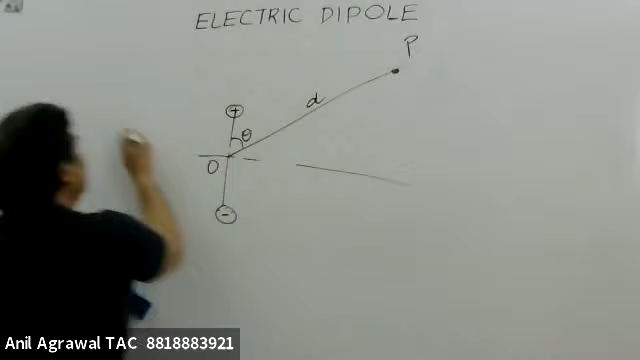 ELECTRIC DIPOLE
P
d
+
θ
O
-
Anil Agrawal TAC 8818883921